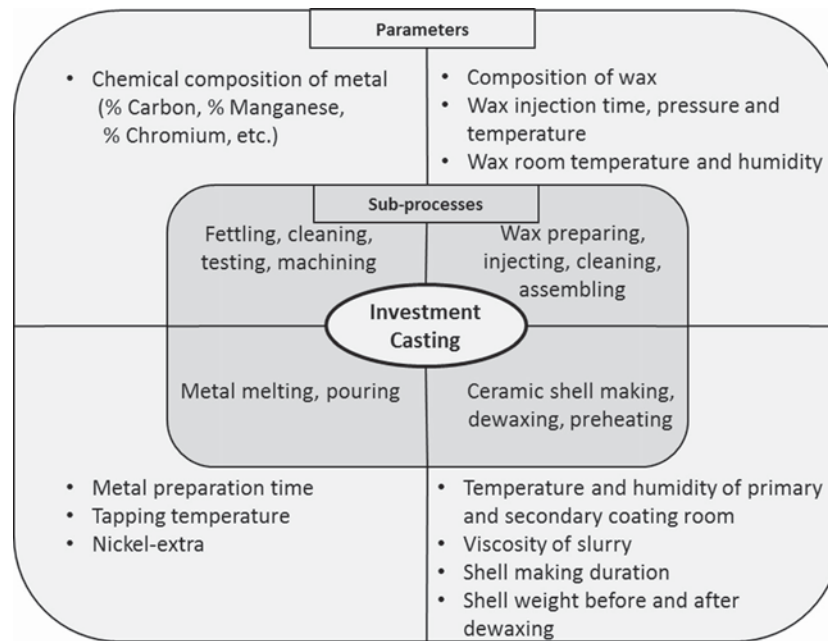 Parameters
• Chemical composition of metal
(% Carbon, % Manganese,
% Chromium, etc.)
• Composition of wax
• Wax injection time, pressure and
temperature
• Wax room temperature and humidity
Sub-processes
Fettling, cleaning,
testing, machining
Wax preparing,
injecting, cleaning,
assembling
Investment
Casting
Metal melting, pouring
Ceramic shell making,
dewaxing, preheating
• Metal preparation time
• Tapping temperature
• Nickel-extra
• Temperature and humidity of primary
and secondary coating room
• Viscosity of slurry
• Shell making duration
• Shell weight before and after
dewaxing